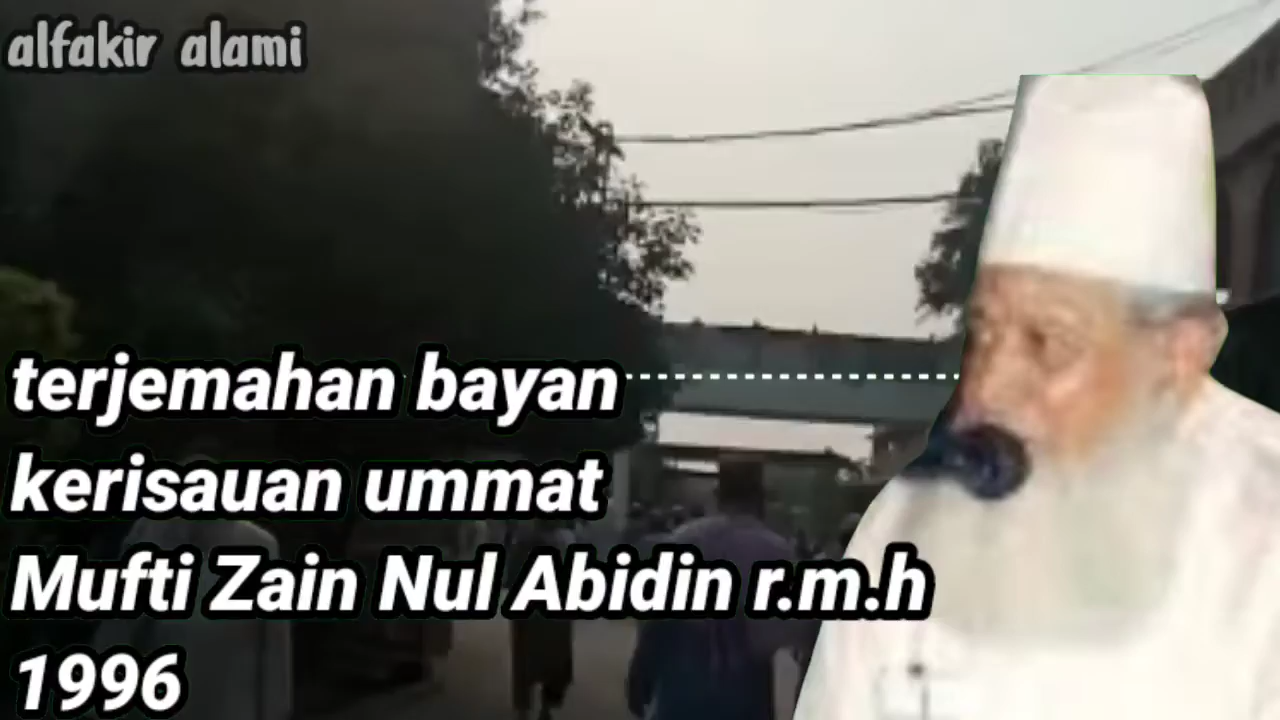 alfakir alami
terjemahan bayan
kerisauan ummat
Mufti Zain Nul Abidin r.m.h
1996